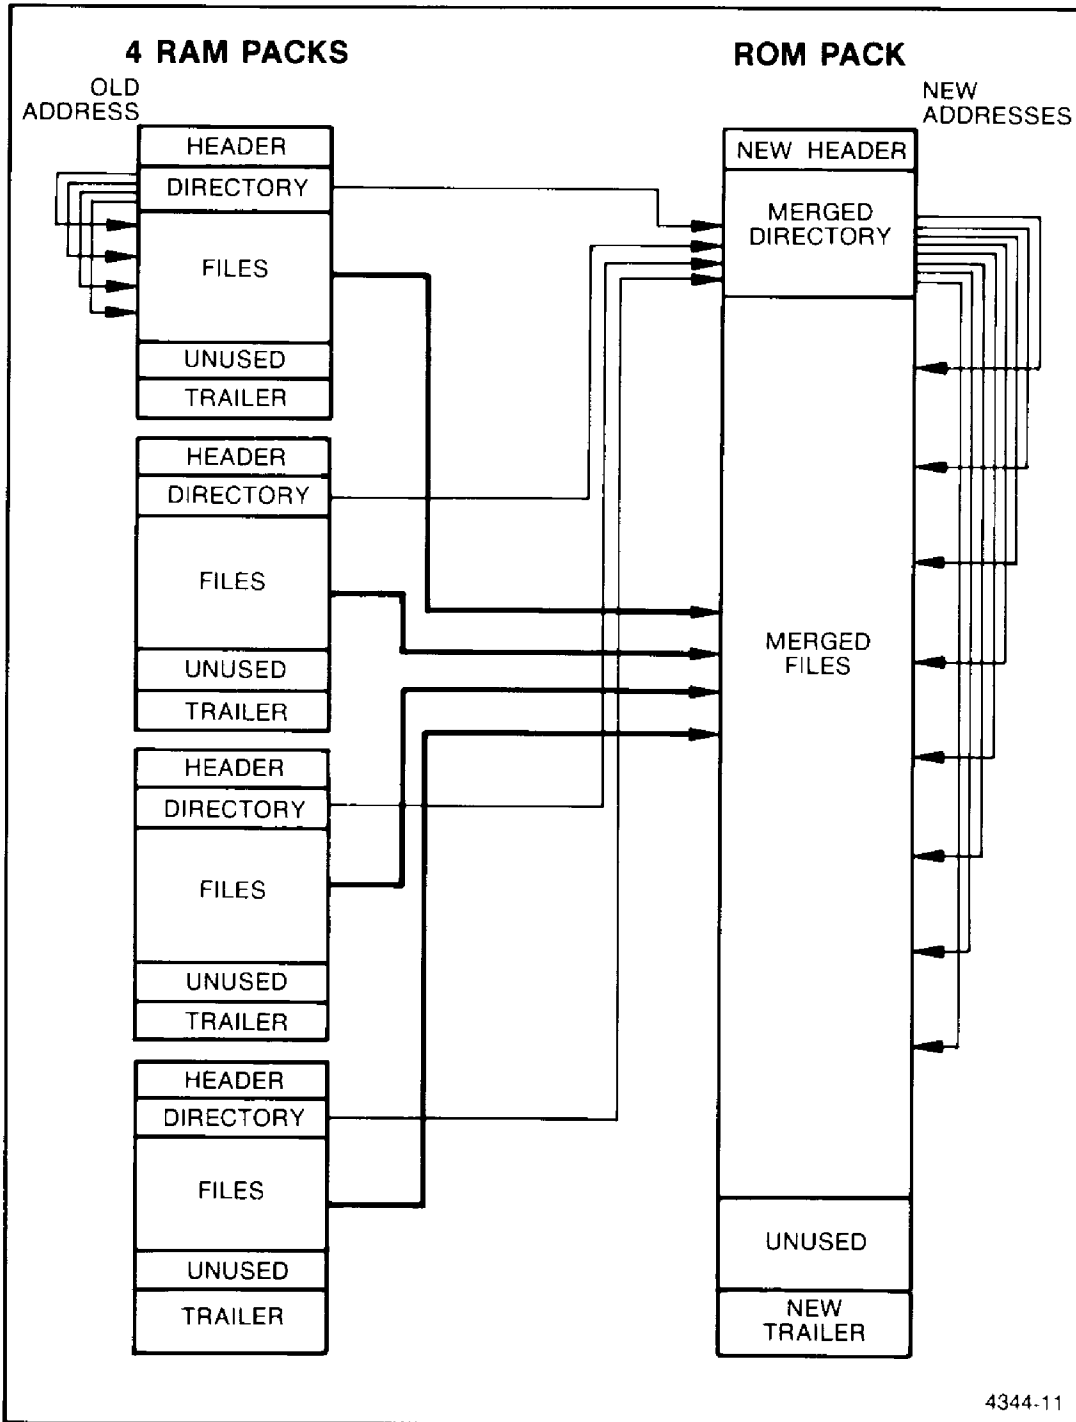 4 RAM PACKS
OLD
ADDRESS
HEADER
DIRECTORY
FILES
UNUSED
TRAILER
HEADER
DIRECTORY
FILES
UNUSED
TRAILER
HEADER
DIRECTORY
FILES
UNUSED
TRAILER
HEADER
DIRECTORY
FILES
UNUSED
TRAILER
ROM PACK
NEW
ADDRESSES
NEW HEADER
MERGED
DIRECTORY
MERGED
FILES
UNUSED
NEW
TRAILER
4344-11